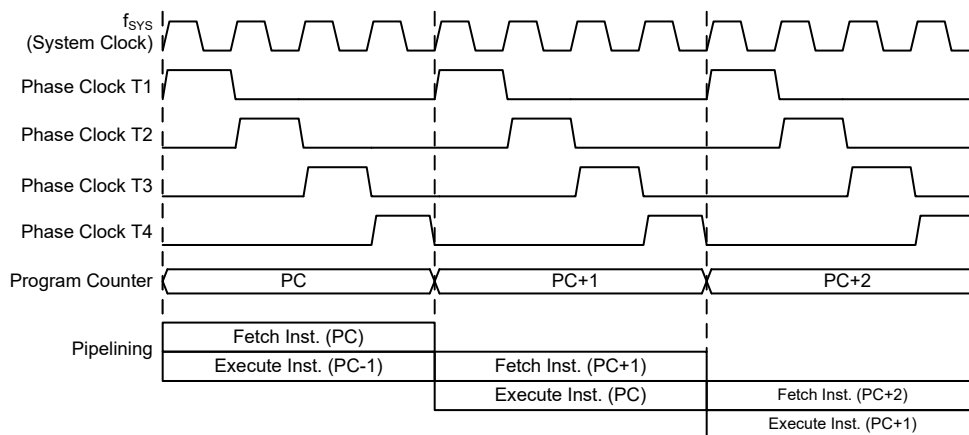 fSYS
(System Clock)
Phase Clock T1
Phase Clock T2
Phase Clock T3
Phase Clock T4
Program Counter PC PC+1 PC+2
Fetch Inst. (PC)
Pipelining
Execute Inst. (PC-1) Fetch Inst. (PC+1)
Execute Inst. (PC) Fetch Inst. (PC+2)
Execute Inst. (PC+1)